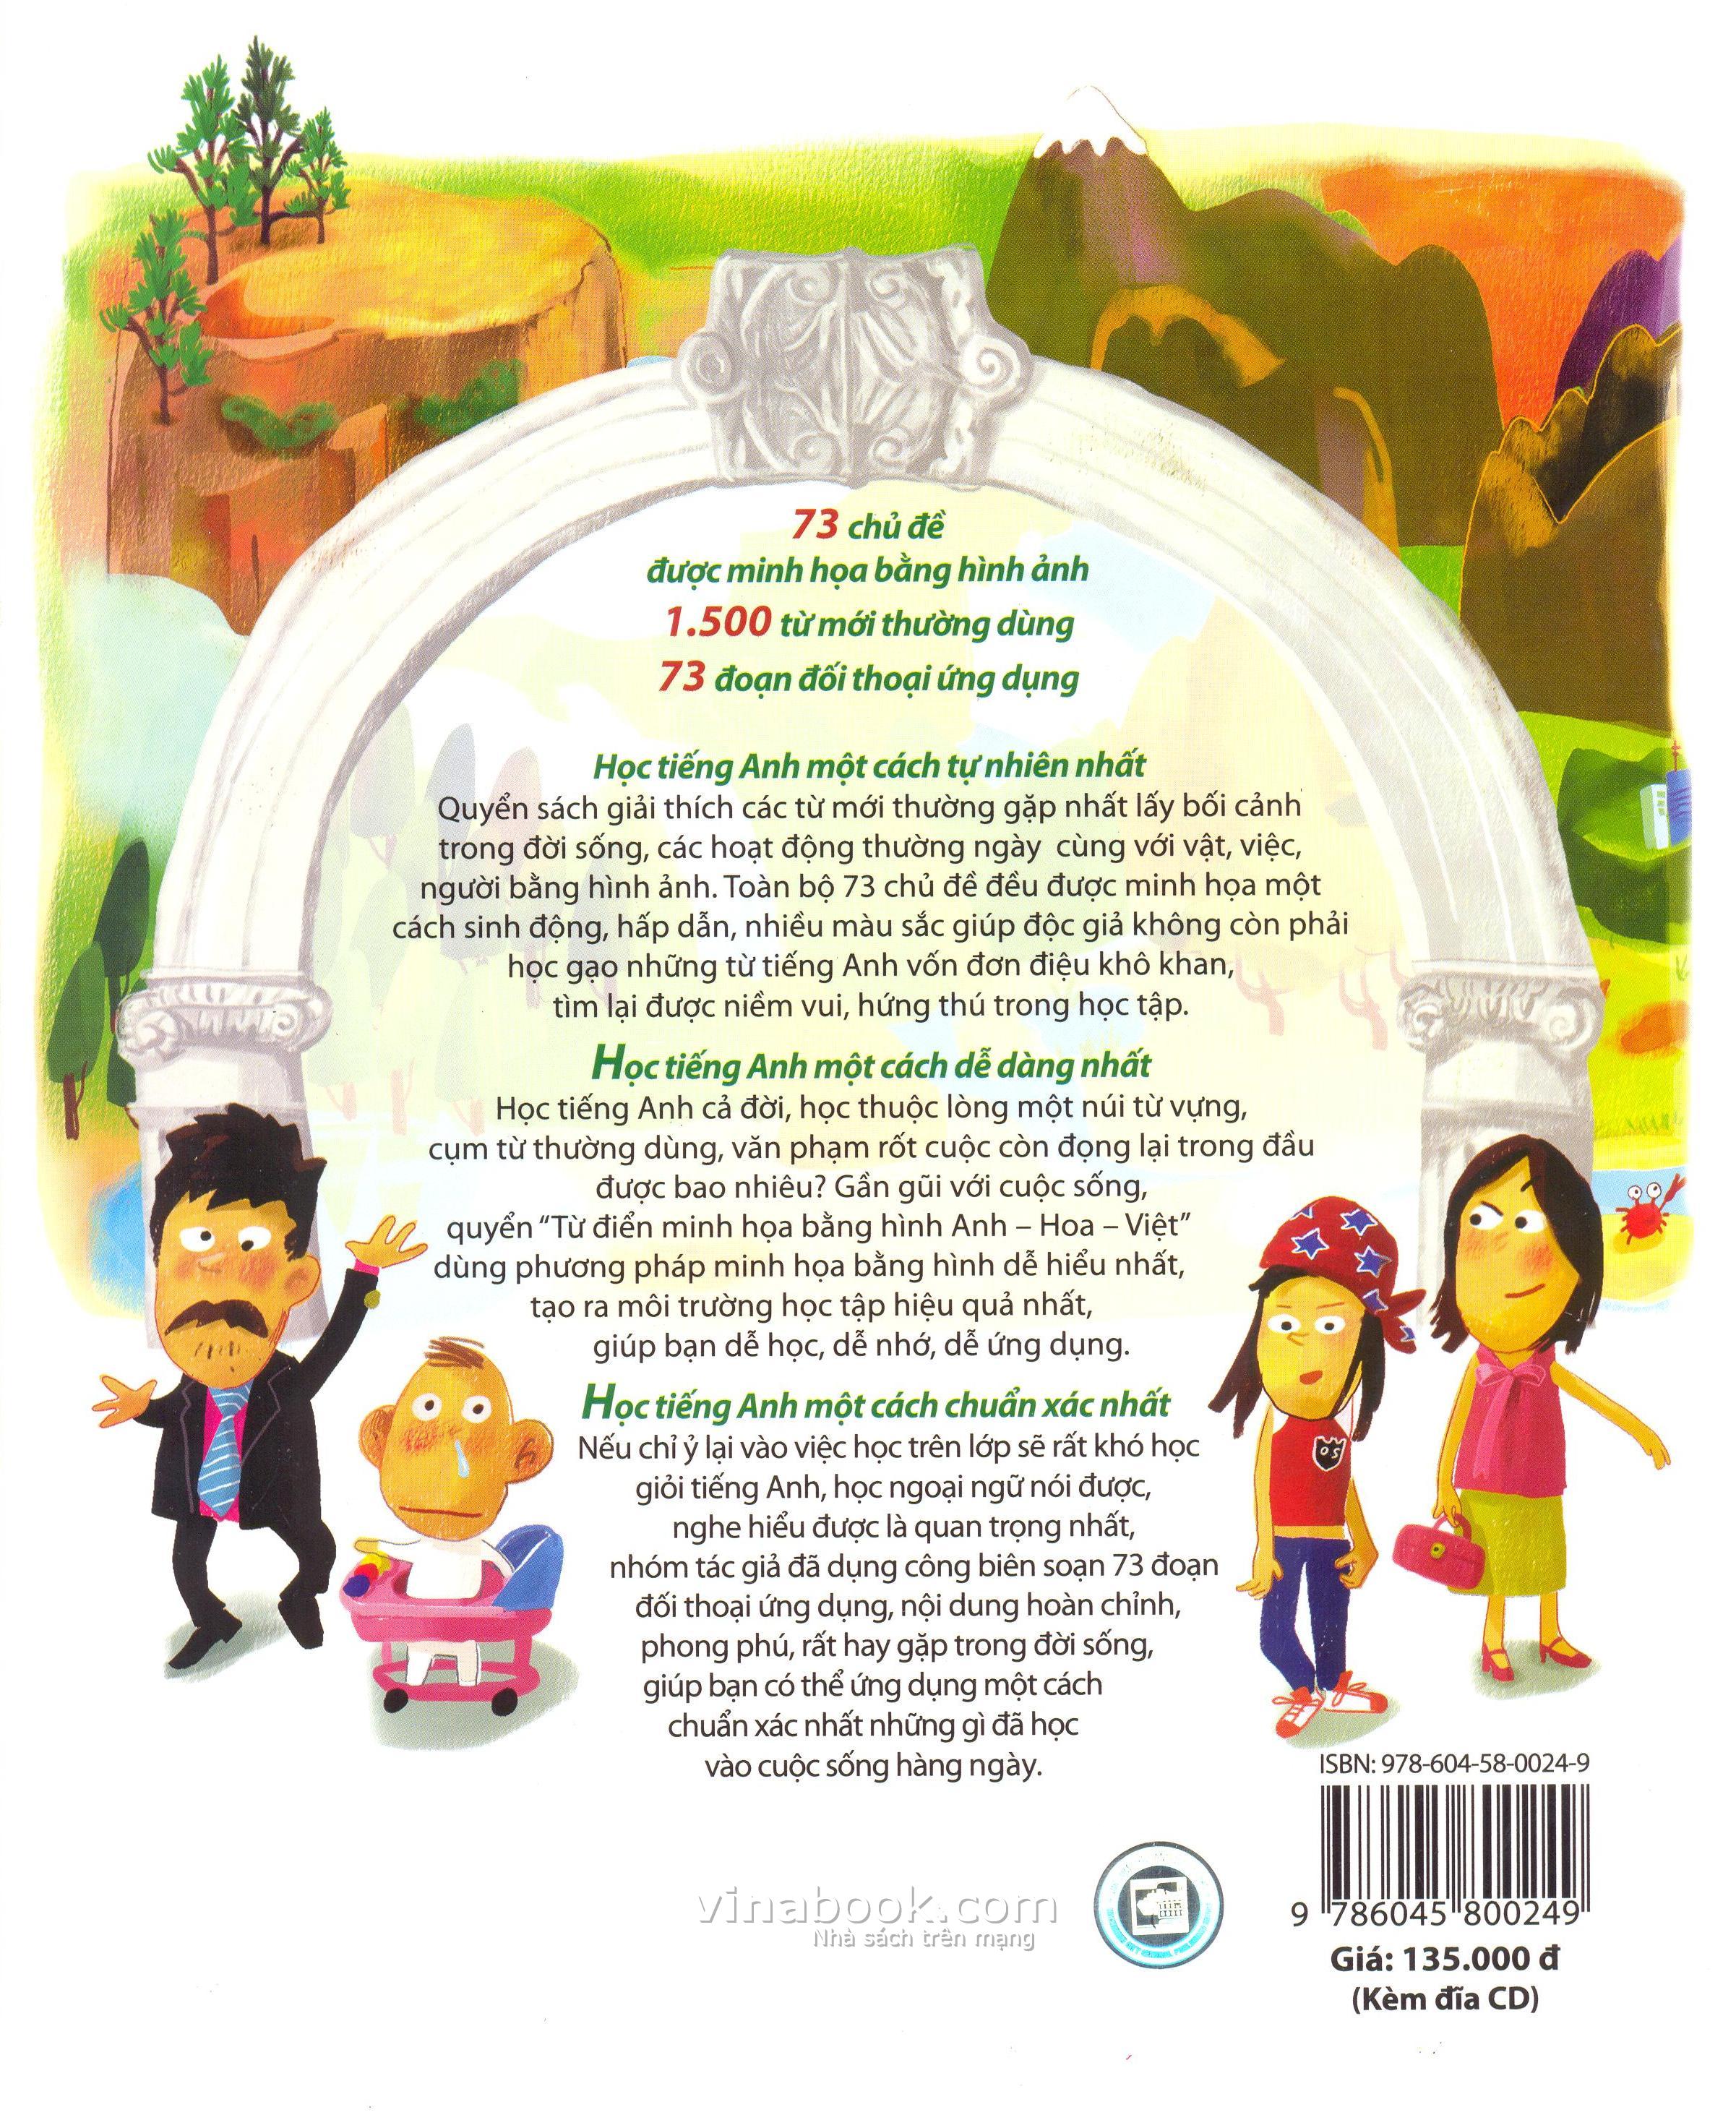 73 chủ đề
được minh họa bằng hình ảnh
1.500 từ mới thường dùng
73 đoạn đối thoại ứng dụng
Học tiếng Anh một cách tự nhiên nhất
Quyển sách giải thích các từ mới thường gặp nhất lấy bối cảnh
trong đời sống, các hoạt động thường ngày cùng với vật, việc,
người bằng hình ảnh. Toàn bộ 73 chủ đề đều được minh họa một
cách sinh động, hấp dẫn, nhiều màu sắc giúp độc giả không còn phải
học gạo những từ tiếng Anh vốn đơn điệu khô khan,
tìm lại được niềm vui, hứng thú trong học tập.
Học tiếng Anh một cách dễ dàng nhất
Học tiếng Anh cả đời, học thuộc lòng một núi từ vựng,
cụm từ thường dùng, văn phạm rốt cuộc còn đọng lại trong đầu
được bao nhiêu? Gần gũi với cuộc sống,
quyển “Từ điển minh họa bằng hình Anh – Hoa – Việt”
dùng phương pháp minh họa bằng hình dễ hiểu nhất,
tạo ra môi trường học tập hiệu quả nhất,
giúp bạn dễ học, dễ nhớ, dễ ứng dụng.
Học tiếng Anh một cách chuẩn xác nhất
Nếu chỉ ỷ lại vào việc học trên lớp sẽ rất khó học
giỏi tiếng Anh, học ngoại ngữ nói được,
nghe hiểu được là quan trọng nhất,
nhóm tác giả đã dụng công biên soạn 73 đoạn
đối thoại ứng dụng, nội dung hoàn chỉnh,
phong phú, rất hay gặp trong đời sống,
giúp bạn có thể ứng dụng một cách
chuẩn xác nhất những gì đã học
vào cuộc sống hàng ngày.
ISBN: 978-604-58-0024-9
9 786045 800249
Giá: 135.000 đ
(Kèm đĩa CD)
vinabook.com
Nhà sách trên mạng